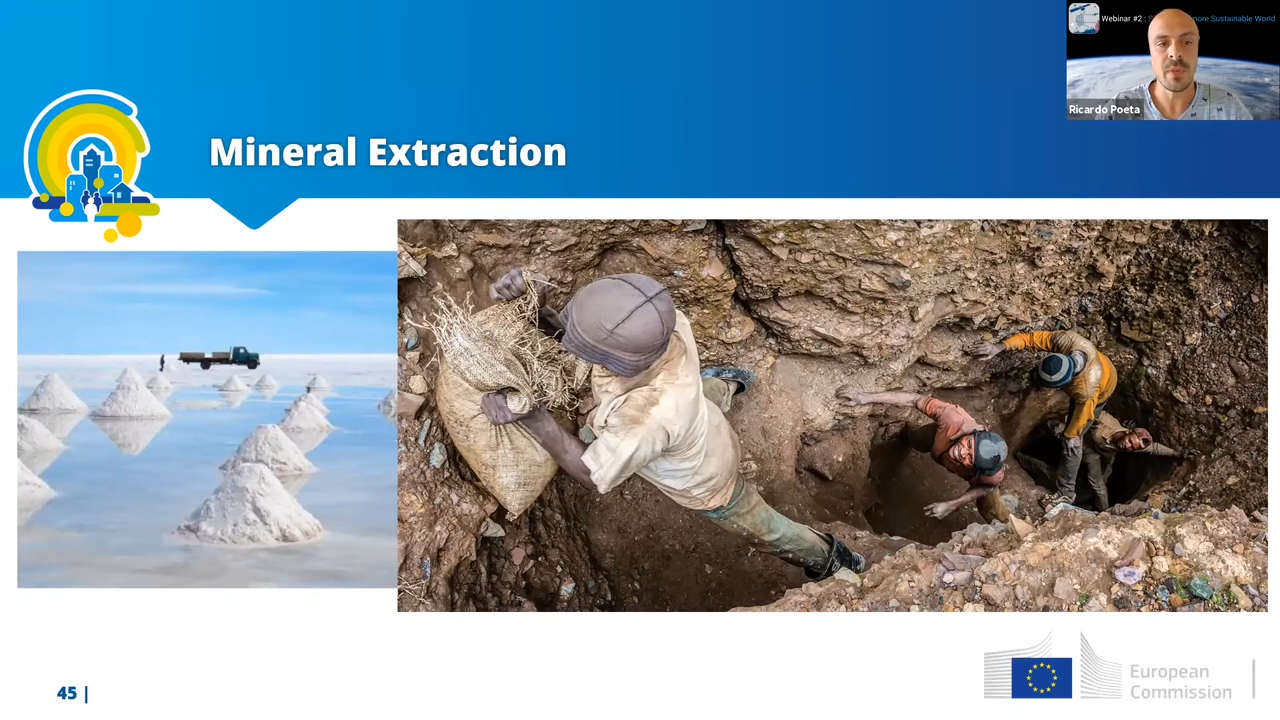 Webinar #2 : S more Sustainable World
Ricardo Poeta
Mineral Extraction
45 |
European
Commission